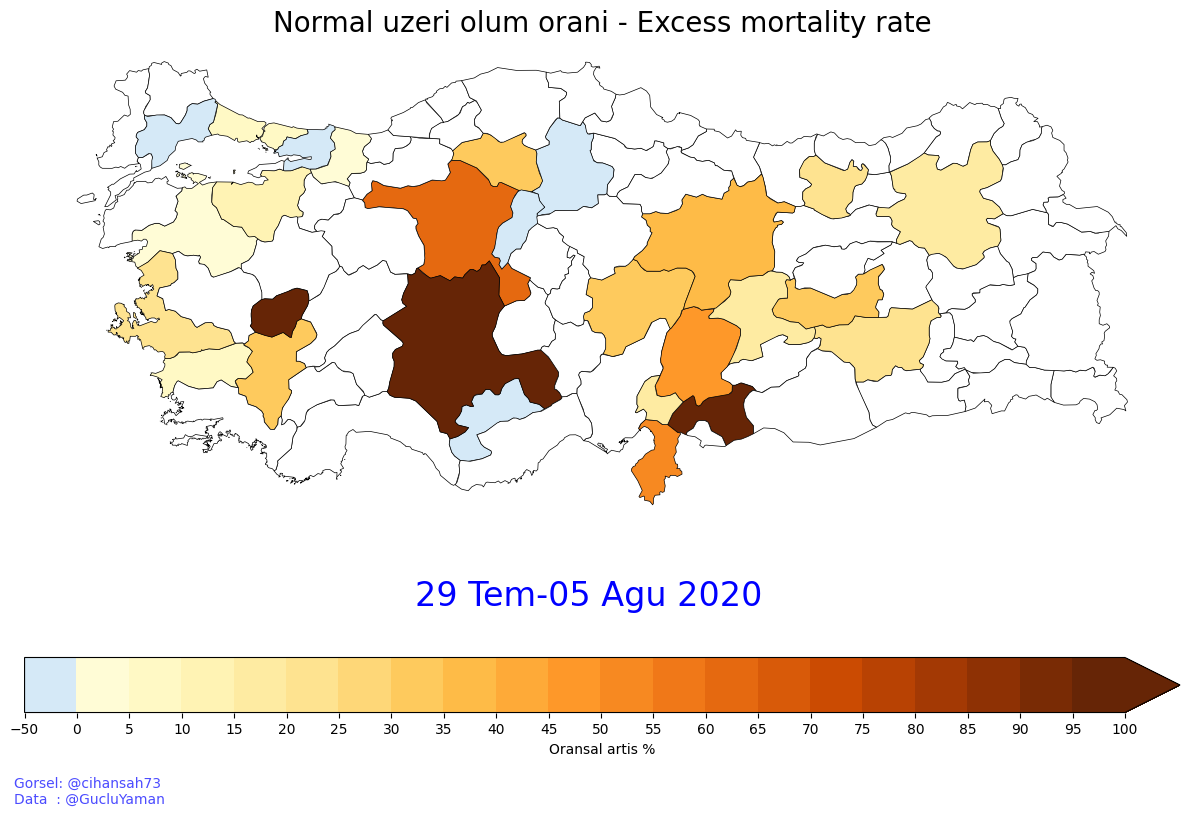 Normal uzeri olum orani - Excess mortality rate
29 Tem-05 Agu 2020
−50 0 5 10 15 20 25 30 35 40 45 50 55 60 65 70 75 80 85 90 95 100
Oransal artis %
Gorsel: @cihansah73
Data : @GucluYaman